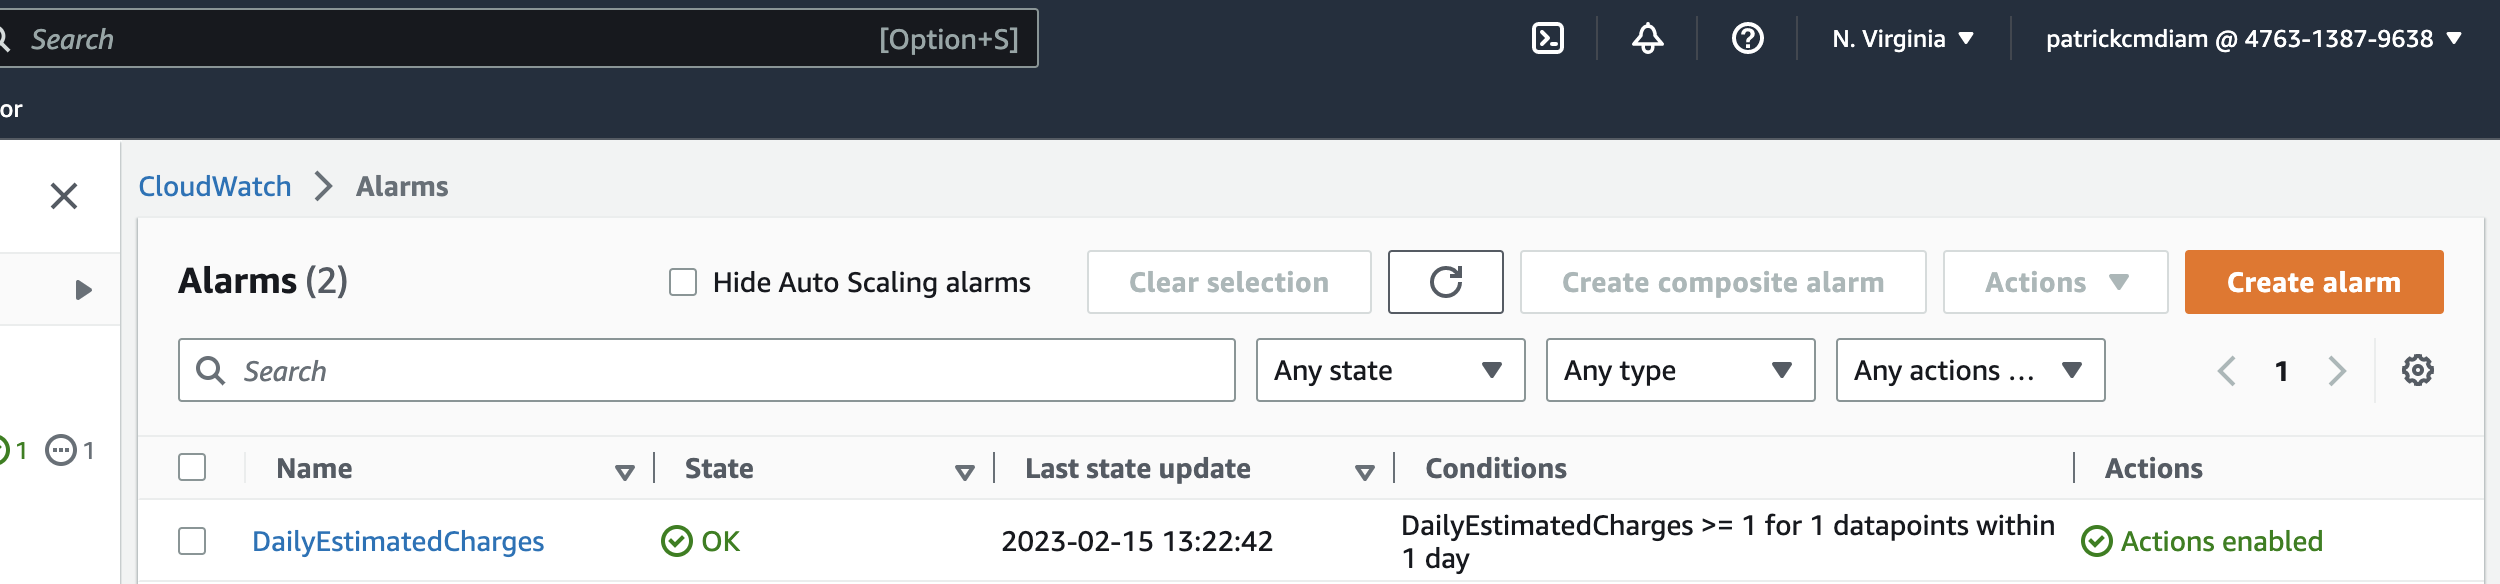 Search [Option+S] N. Virginia patrickcmdiam @ 4763-1387-9638
or
CloudWatch Alarms
Alarms (2) Hide Auto Scaling alarms Clear selection Create composite alarm Actions Create alarm
Search Any state Any type Any actions ... 1
1 1
Name State Last state update Conditions Actions
DailyEstimatedCharges OK 2023-02-15 13:22:42 DailyEstimatedCharges >= 1 for 1 datapoints within
1 day
Actions enabled